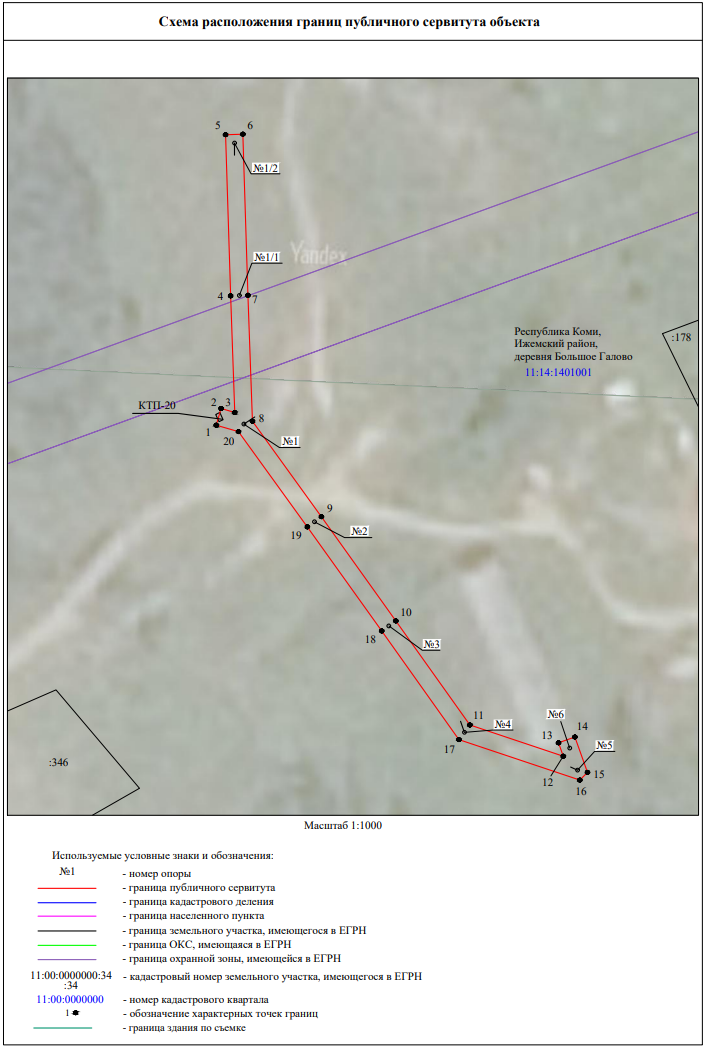 Схема расположения границ публичного сервитута объекта
5
6
№1/2
Yandex
№1/1
4
7
Республика Коми,
Ижемский район,
деревня Большое Галово
11:14:1401001
:178
КТП-20
2
3
8
1
20
№1
9
19
№2
10
18
№3
11
№4
17
№6
14
13
№5
12
15
16
:346
Масштаб 1:1000
Используемые условные знаки и обозначения:
№1 - номер опоры
- граница публичного сервитута
- граница кадастрового деления
- граница населенного пункта
- граница земельного участка, имеющегося в ЕГРН
- граница ОКС, имеющаяся в ЕГРН
- граница охранной зоны, имеющейся в ЕГРН
11:00:0000000:34 - кадастровый номер земельного участка, имеющегося в ЕГРН
:34
11:00:0000000 - номер кадастрового квартала
1 - обозначение характерных точек границ
- граница здания по съемке